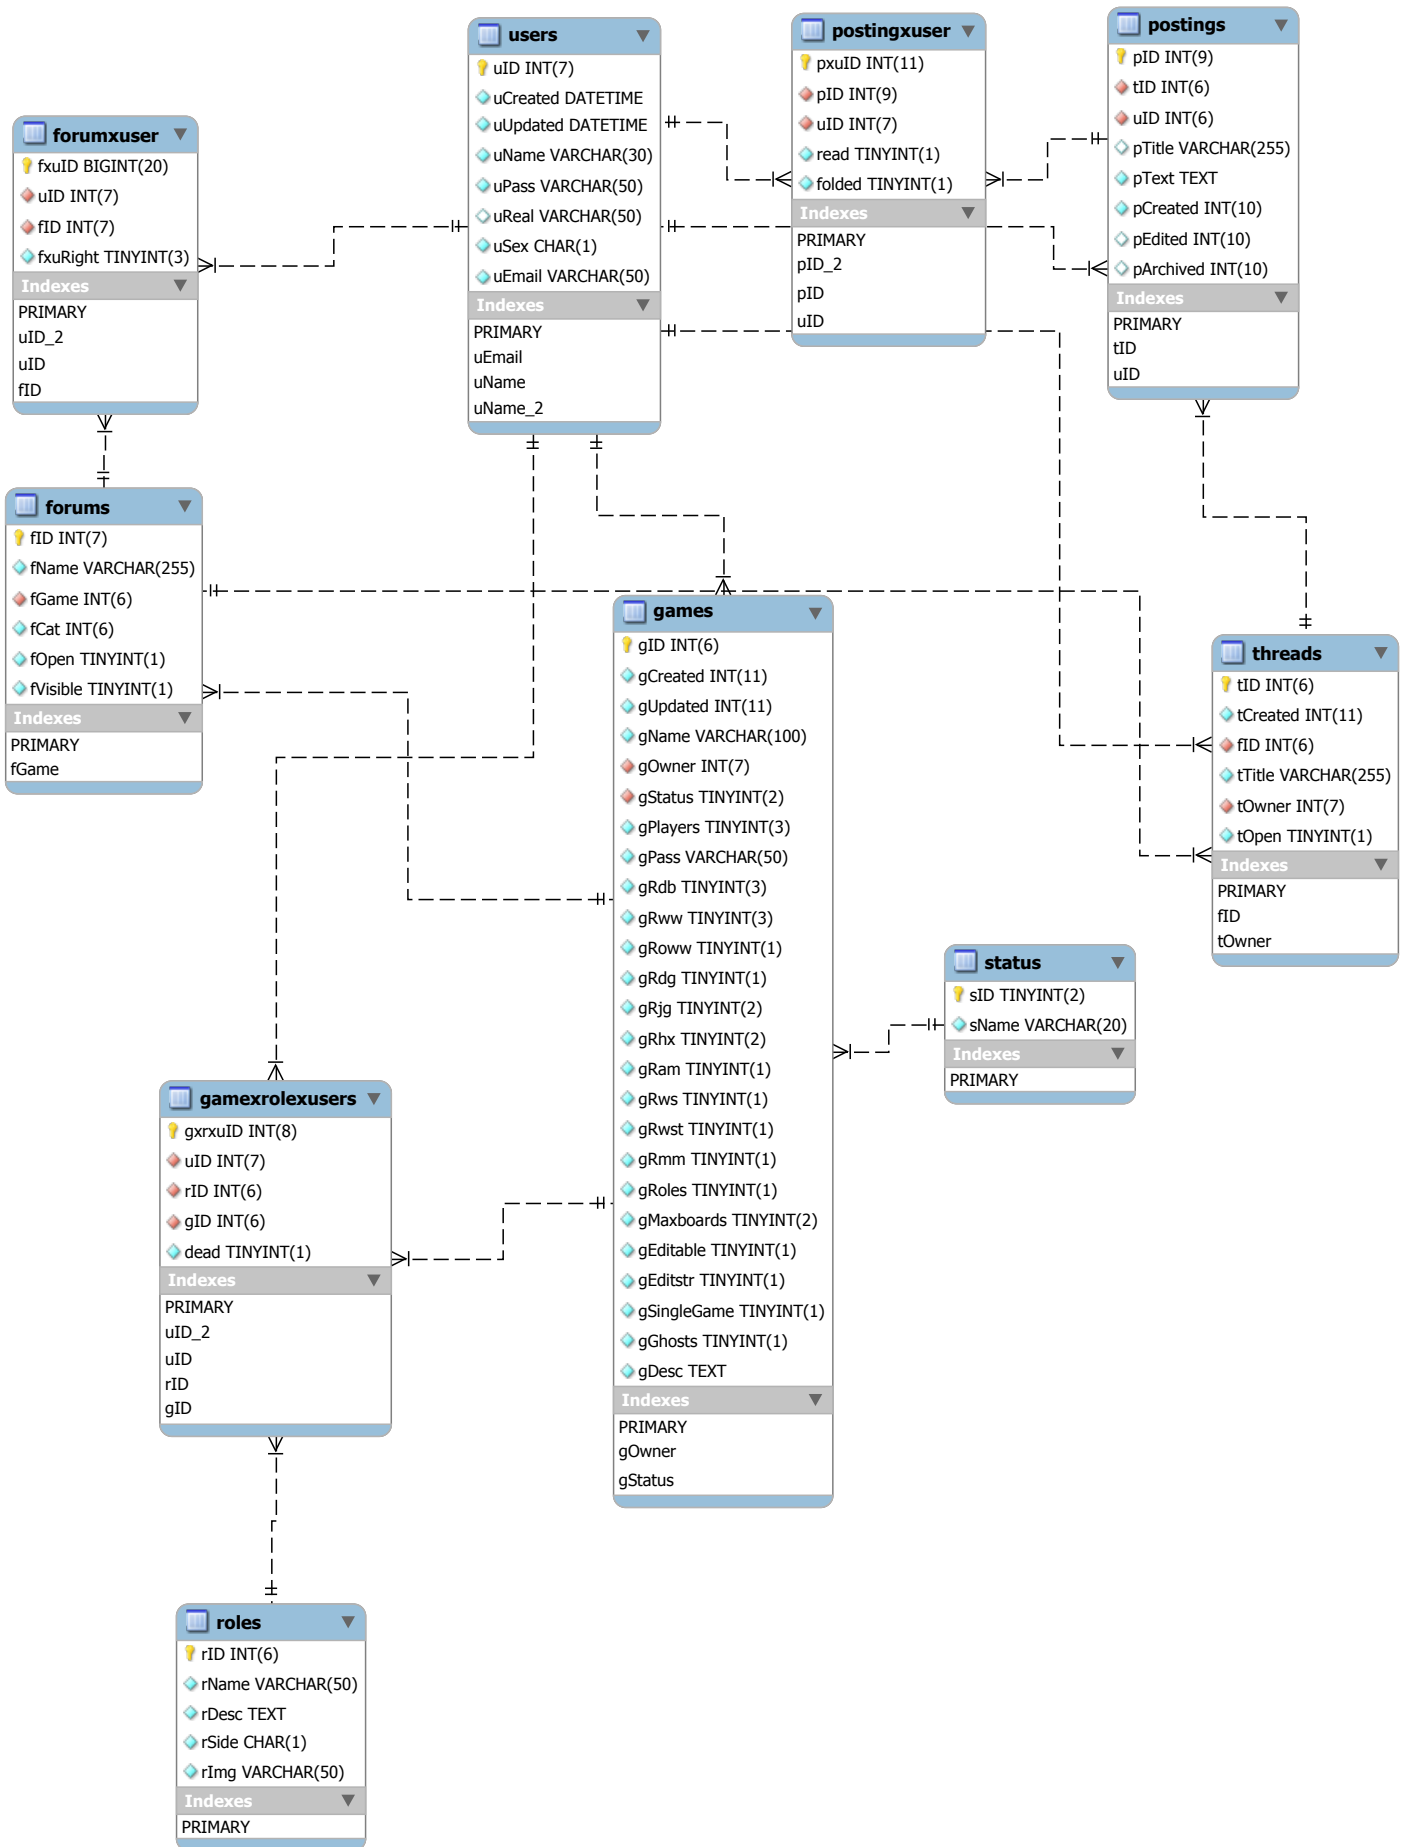 users
uID INT(7)
uCreated DATETIME
uUpdated DATETIME
uName VARCHAR(30)
uPass VARCHAR(50)
uReal VARCHAR(50)
uSex CHAR(1)
uEmail VARCHAR(50)
Indexes
PRIMARY
uEmail
uName
uName_2
postingxuser
pxuID INT(11)
pID INT(9)
uID INT(7)
read TINYINT(1)
folded TINYINT(1)
Indexes
PRIMARY
pID_2
pID
uID
postings
pID INT(9)
tID INT(6)
uID INT(6)
pTitle VARCHAR(255)
pText TEXT
pCreated INT(10)
pEdited INT(10)
pArchived INT(10)
Indexes
PRIMARY
tID
uID
forumxuser
fxuID BIGINT(20)
uID INT(7)
fID INT(7)
fxuRight TINYINT(3)
Indexes
PRIMARY
uID_2
uID
fID
forums
fID INT(7)
fName VARCHAR(255)
fGame INT(6)
fCat INT(6)
fOpen TINYINT(1)
fVisible TINYINT(1)
Indexes
PRIMARY
fGame
games
gID INT(6)
gCreated INT(11)
gUpdated INT(11)
gName VARCHAR(100)
gOwner INT(7)
gStatus TINYINT(2)
gPlayers TINYINT(3)
gPass VARCHAR(50)
gRdb TINYINT(3)
gRww TINYINT(3)
gRoww TINYINT(1)
gRdg TINYINT(1)
gRjg TINYINT(2)
gRhx TINYINT(2)
gRam TINYINT(1)
gRws TINYINT(1)
gRwst TINYINT(1)
gRmm TINYINT(1)
gRoles TINYINT(1)
gMaxboards TINYINT(2)
gEditable TINYINT(1)
gEditstr TINYINT(1)
gSingleGame TINYINT(1)
gGhosts TINYINT(1)
gDesc TEXT
Indexes
PRIMARY
gOwner
gStatus
threads
tID INT(6)
tCreated INT(11)
fID INT(6)
tTitle VARCHAR(255)
tOwner INT(7)
tOpen TINYINT(1)
Indexes
PRIMARY
fID
tOwner
status
sID TINYINT(2)
sName VARCHAR(20)
Indexes
PRIMARY
gamexrolexusers
gxrxuID INT(8)
uID INT(7)
rID INT(6)
gID INT(6)
dead TINYINT(1)
Indexes
PRIMARY
uID_2
uID
rID
gID
roles
rID INT(6)
rName VARCHAR(50)
rDesc TEXT
rSide CHAR(1)
rImg VARCHAR(50)
Indexes
PRIMARY